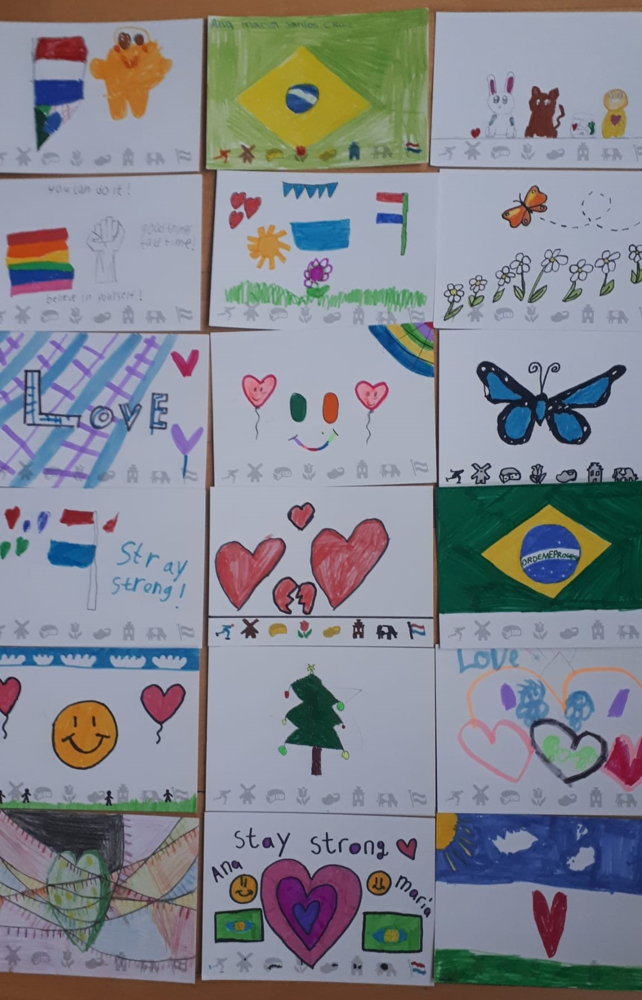 Ana maria Santos Cruz
you can do it!
good things
take time!
believe in yourself!
LOVE
Stray
strong!
ORDEMEPROGRESSO
Love
Stay strong
Ana
maria